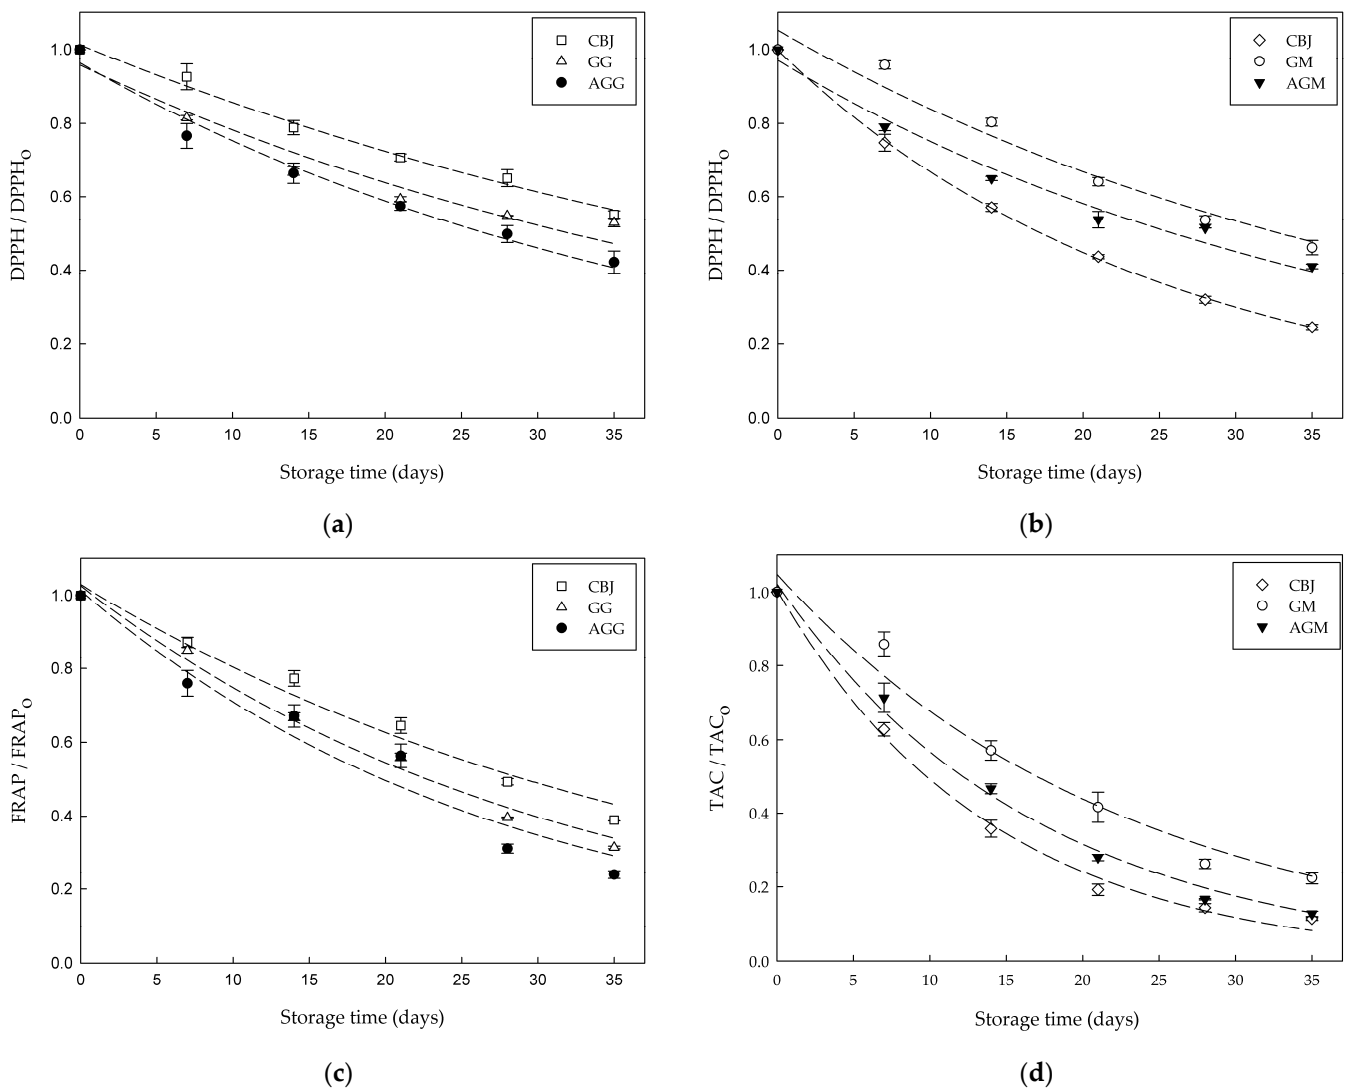 1.0
0.8
0.6
0.4
0.2
0.0
DPPH / DPPHO
CBJ
GG
AGG
0 5 10 15 20 25 30 35
Storage time (days)
(a)
1.0
0.8
0.6
0.4
0.2
0.0
DPPH / DPPHO
CBJ
GM
AGM
0 5 10 15 20 25 30 35
Storage time (days)
(b)
1.0
0.8
0.6
0.4
0.2
0.0
FRAP / FRAPO
CBJ
GG
AGG
0 5 10 15 20 25 30 35
Storage time (days)
(c)
1.0
0.8
0.6
0.4
0.2
0.0
TAC / TACO
CBJ
GM
AGM
0 5 10 15 20 25 30 35
Storage time (days)
(d)